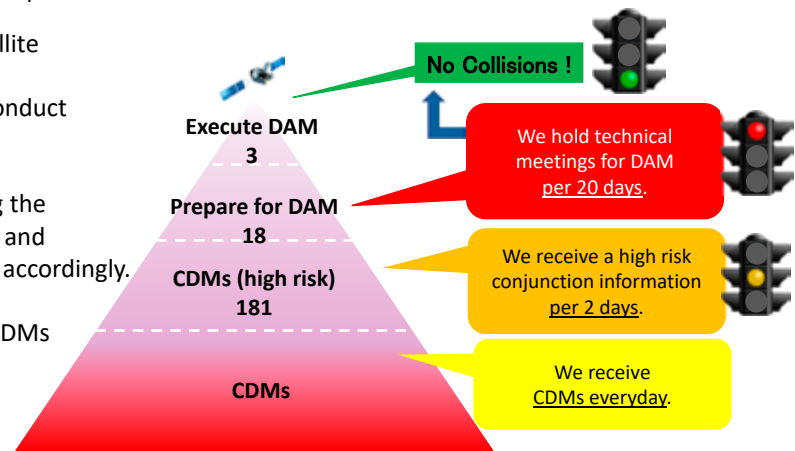 llite
onduct
g the
and
accordingly.
DMs
No Collisions !
Execute DAM
3
We hold technical
meetings for DAM
per 20 days.
Prepare for DAM
18
We receive a high risk
conjunction information
per 2 days.
CDMs (high risk)
181
We receive
CDMs everyday.
CDMs